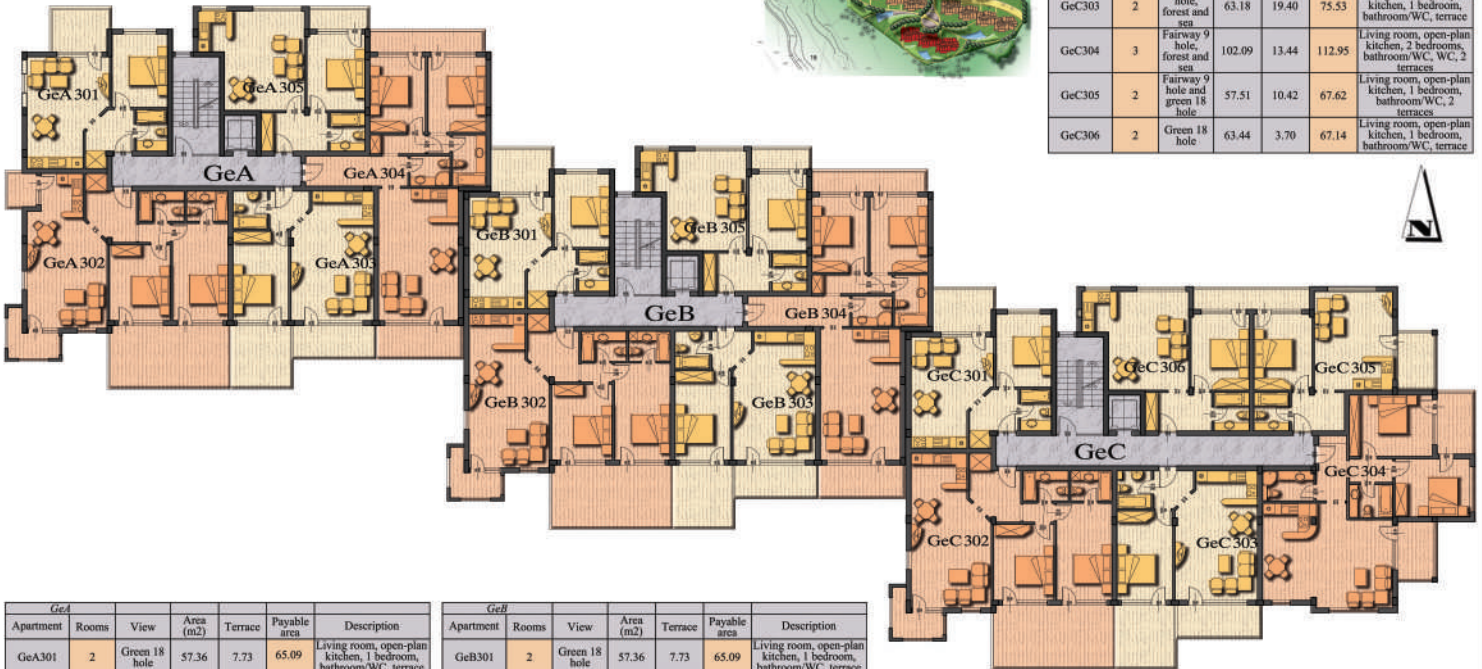 GeC303 2 hole, forest and sea 63.18 19.40 75.53 kitchen, 1 bedroom, bathroom/WC, terrace
GeC304 3 Fairway 9 hole, forest and sea 102.09 13.44 112.95 Living room, open-plan kitchen, 2 bedrooms, bathroom/WC, WC, 2 terraces
GeC305 2 Fairway 9 hole and green 18 hole 57.51 10.42 67.62 Living room, open-plan kitchen, 1 bedroom, bathroom/WC, 2 terraces
GeC306 2 Green 18 hole 63.44 3.70 67.14 Living room, open-plan kitchen, 1 bedroom, bathroom/WC, terrace
N
GeA 301
GeA 305
GeA
GeA 304
GeA 302
GeA 303
GeB 301
GeB 305
GeB
GeB 304
GeB 302
GeB 303
GeC 301
GeC 306
GeC 305
GeC
GeC 304
GeC 302
GeC 303
GeA
Apartment Rooms View Area (m2) Terrace Payable area Description
GeA301 2 Green 18 hole 57.36 7.73 65.09 Living room, open-plan kitchen, 1 bedroom, bathroom/WC, terrace
GeB
Apartment Rooms View Area (m2) Terrace Payable area Description
GeB301 2 Green 18 hole 57.36 7.73 65.09 Living room, open-plan kitchen, 1 bedroom, bathroom/WC, terrace